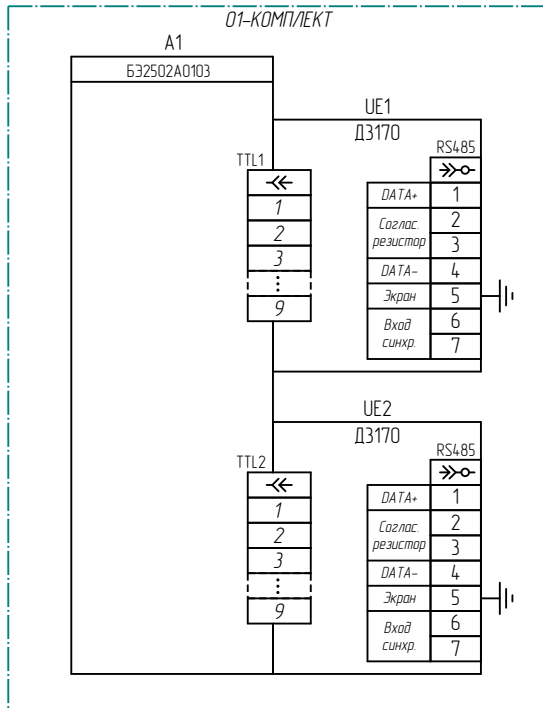 01-КОМПЛЕКТ
A1
БЭ2502А0103
UE1
Д3170
RS485
TTL1
1
2
3
⋮
9
DATA+
1
Соглас.
резистор
2
3
DATA-
4
Экран
5
Вход
синхр.
6
7
UE2
Д3170
RS485
TTL2
1
2
3
⋮
9
DATA+
1
Соглас.
резистор
2
3
DATA-
4
Экран
5
Вход
синхр.
6
7